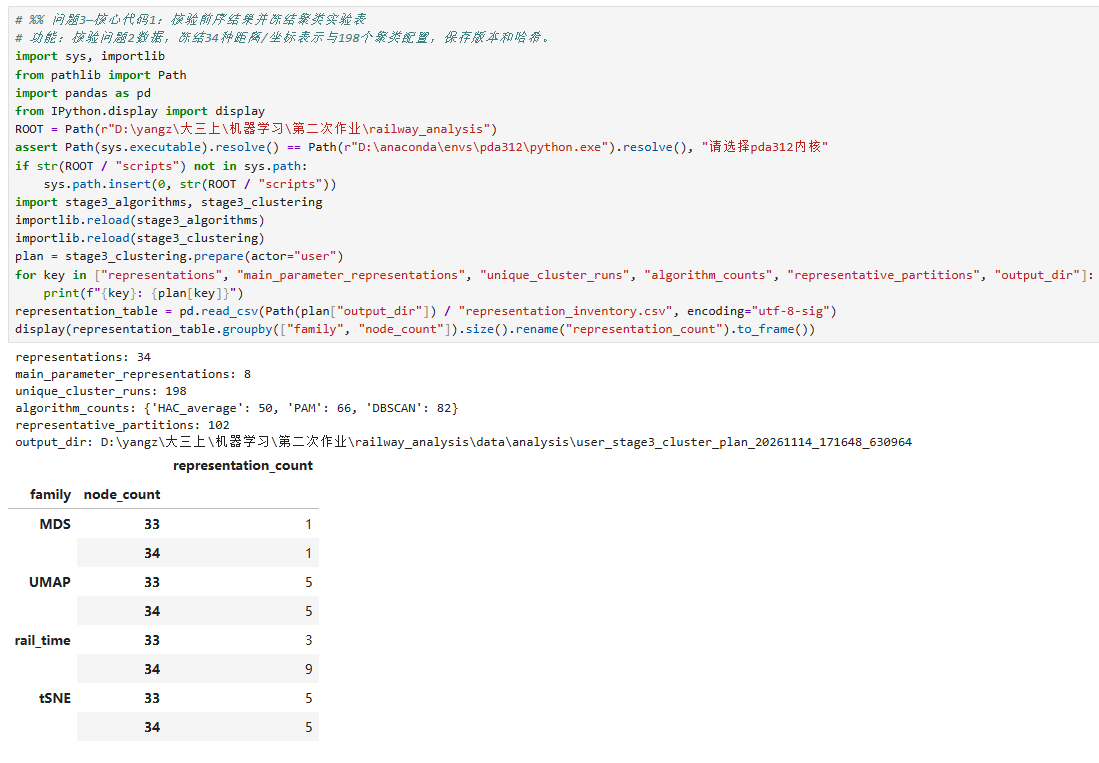 # %% 问题3—核心代码1：核验前序结果并冻结聚类实验表
# 功能：核验问题2数据，冻结34种距离/坐标表示与198个聚类配置，保存版本和哈希。
import sys, importlib
from pathlib import Path
import pandas as pd
from IPython.display import display
ROOT = Path(r"D:\yangz\大三上\机器学习\第二次作业\railway_analysis")
assert Path(sys.executable).resolve() == Path(r"D:\anaconda\envs\pda312\python.exe").resolve(), "请选择pda312内核"
if str(ROOT / "scripts") not in sys.path:
    sys.path.insert(0, str(ROOT / "scripts"))
import stage3_algorithms, stage3_clustering
importlib.reload(stage3_algorithms)
importlib.reload(stage3_clustering)
plan = stage3_clustering.prepare(actor="user")
for key in ["representations", "main_parameter_representations", "unique_cluster_runs", "algorithm_counts", "representative_partitions", "output_dir"]:
    print(f"{key}: {plan[key]}")
representation_table = pd.read_csv(Path(plan["output_dir"]) / "representation_inventory.csv", encoding="utf-8-sig")
display(representation_table.groupby(["family", "node_count"]).size().rename("representation_count").to_frame())
representations: 34
main_parameter_representations: 8
unique_cluster_runs: 198
algorithm_counts: {'HAC_average': 50, 'PAM': 66, 'DBSCAN': 82}
representative_partitions: 102
output_dir: D:\yangz\大三上\机器学习\第二次作业\railway_analysis\data\analysis\user_stage3_cluster_plan_20261114_171648_630964
representation_count
family node_count
MDS 33 1
34 1
UMAP 33 5
34 5
rail_time 33 3
34 9
tSNE 33 5
34 5